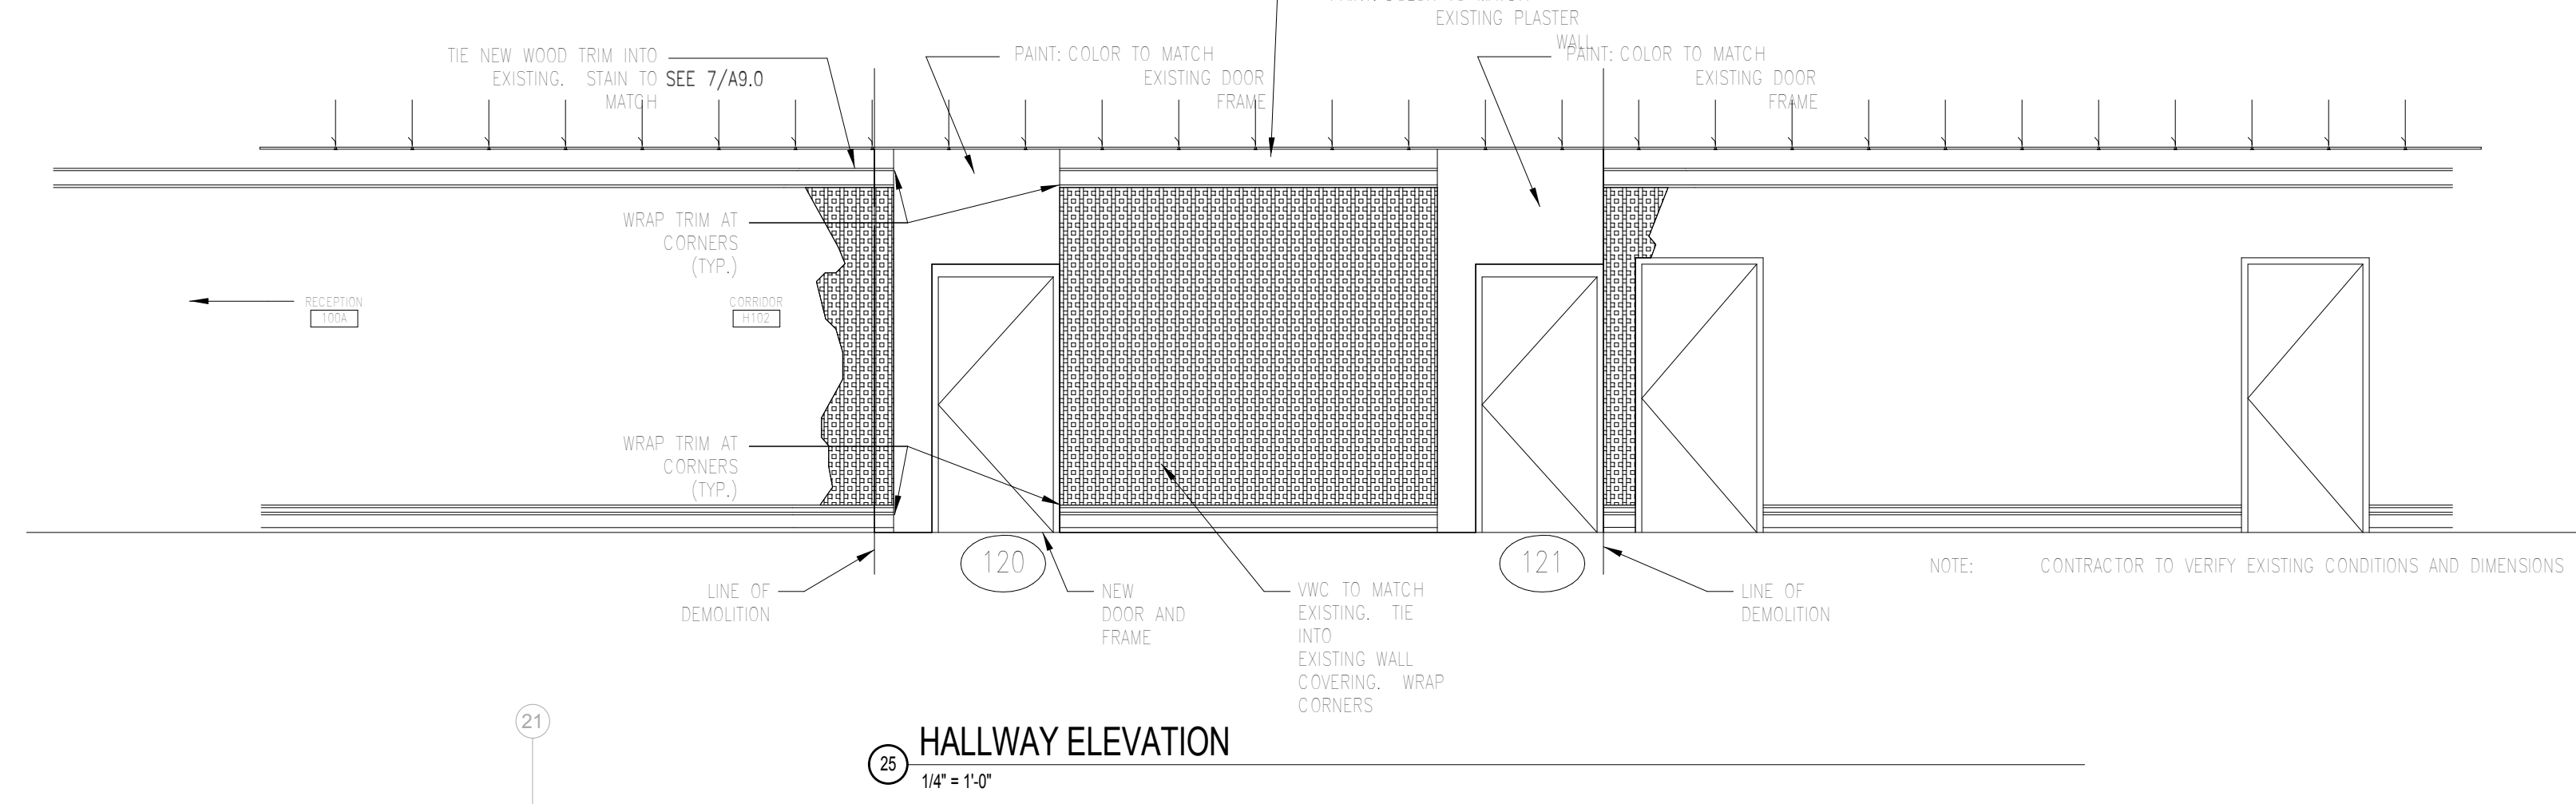 EXISTING PLASTER
WALL
TIE NEW WOOD TRIM INTO
EXISTING. STAIN TO SEE 7/A9.0
MATCH
PAINT: COLOR TO MATCH
EXISTING DOOR
FRAME
PAINT: COLOR TO MATCH
EXISTING DOOR
FRAME
WRAP TRIM AT
CORNERS
(TYP.)
RECEPTION
100A
CORRIDOR
H102
WRAP TRIM AT
CORNERS
(TYP.)
120
121
NOTE: CONTRACTOR TO VERIFY EXISTING CONDITIONS AND DIMENSIONS
LINE OF
DEMOLITION
NEW
DOOR AND
FRAME
VWC TO MATCH
EXISTING. TIE
INTO
EXISTING WALL
COVERING. WRAP
CORNERS
LINE OF
DEMOLITION
21
25
HALLWAY ELEVATION
1/4" = 1'-0"